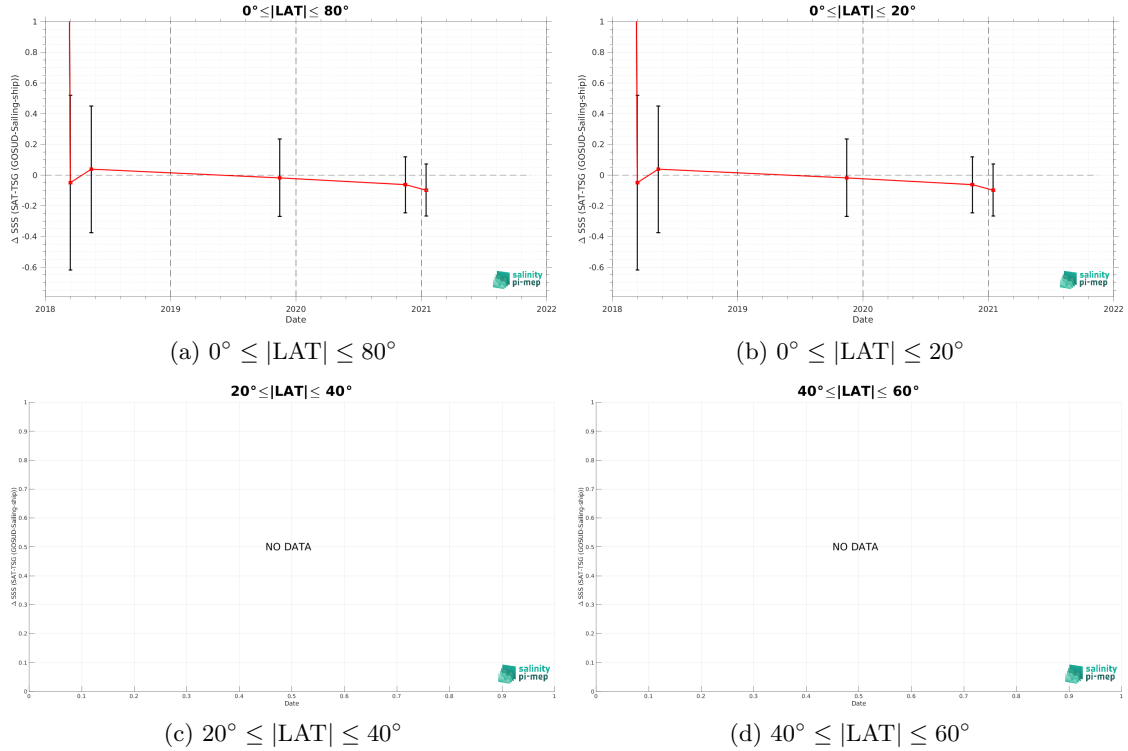 0°≤|LAT|≤ 80°
1
0.8
0.6
0.4
0.2
0
-0.2
-0.4
-0.6
Δ SSS (SAT-TSG (GOSUD-Sailing-ship))
2018 2019 2020 2021 2022
Date
salinity
pi-mep
(a) 0° ≤ |LAT| ≤ 80°
0°≤|LAT|≤ 20°
1
0.8
0.6
0.4
0.2
0
-0.2
-0.4
-0.6
Δ SSS (SAT-TSG (GOSUD-Sailing-ship))
2018 2019 2020 2021 2022
Date
salinity
pi-mep
(b) 0° ≤ |LAT| ≤ 20°
20°≤|LAT|≤ 40°
1
0.9
0.8
0.7
0.6
0.5
0.4
0.3
0.2
0.1
0
Δ SSS (SAT-TSG (GOSUD-Sailing-ship))
NO DATA
0 0.1 0.2 0.3 0.4 0.5 0.6 0.7 0.8 0.9 1
Date
salinity
pi-mep
(c) 20° ≤ |LAT| ≤ 40°
40°≤|LAT|≤ 60°
1
0.9
0.8
0.7
0.6
0.5
0.4
0.3
0.2
0.1
0
Δ SSS (SAT-TSG (GOSUD-Sailing-ship))
NO DATA
0 0.1 0.2 0.3 0.4 0.5 0.6 0.7 0.8 0.9 1
Date
salinity
pi-mep
(d) 40° ≤ |LAT| ≤ 60°